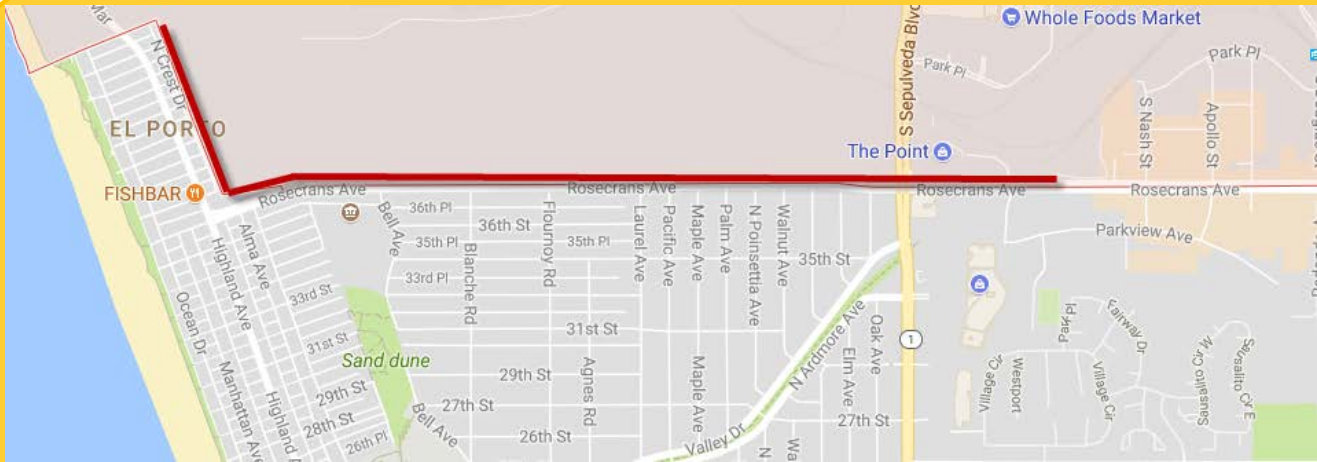 Mar
N Crest Dr
EL PORTO
FISHBAR
Rosecrans Ave
Rosecrans Ave
Rosecrans Ave
Rosecrans Ave
S Sepulveda Blvd
Whole Foods Market
Park Pl
Park Pl
S Nash St
Apollo St
The Point
Parkview Ave
Highland Ave
Alma Ave
Ocean Dr
Manhattan Ave
Highland
33rd St
31st St
29th St
28th St
26th Pl
Sand dune
Bell Ave
Bell Ave
36th Pl
36th St
35th Pl
35th Pl
33rd Pl
Blanche Rd
Flournoy Rd
Laurel Ave
Pacific Ave
Maple Ave
Palm Ave
N Poinsettia Ave
Walnut Ave
35th St
31st St
29th St
27th St
26th St
Agnes Rd
Maple Ave
Valley Dr
N
Wa
N Ardmore Ave
Elm Ave
Oak Ave
27th St
1
Village Cir
Westport
Park Pl
Fairway Dr
Village Cir
Sausalito Cir W
Sausalito Cir E